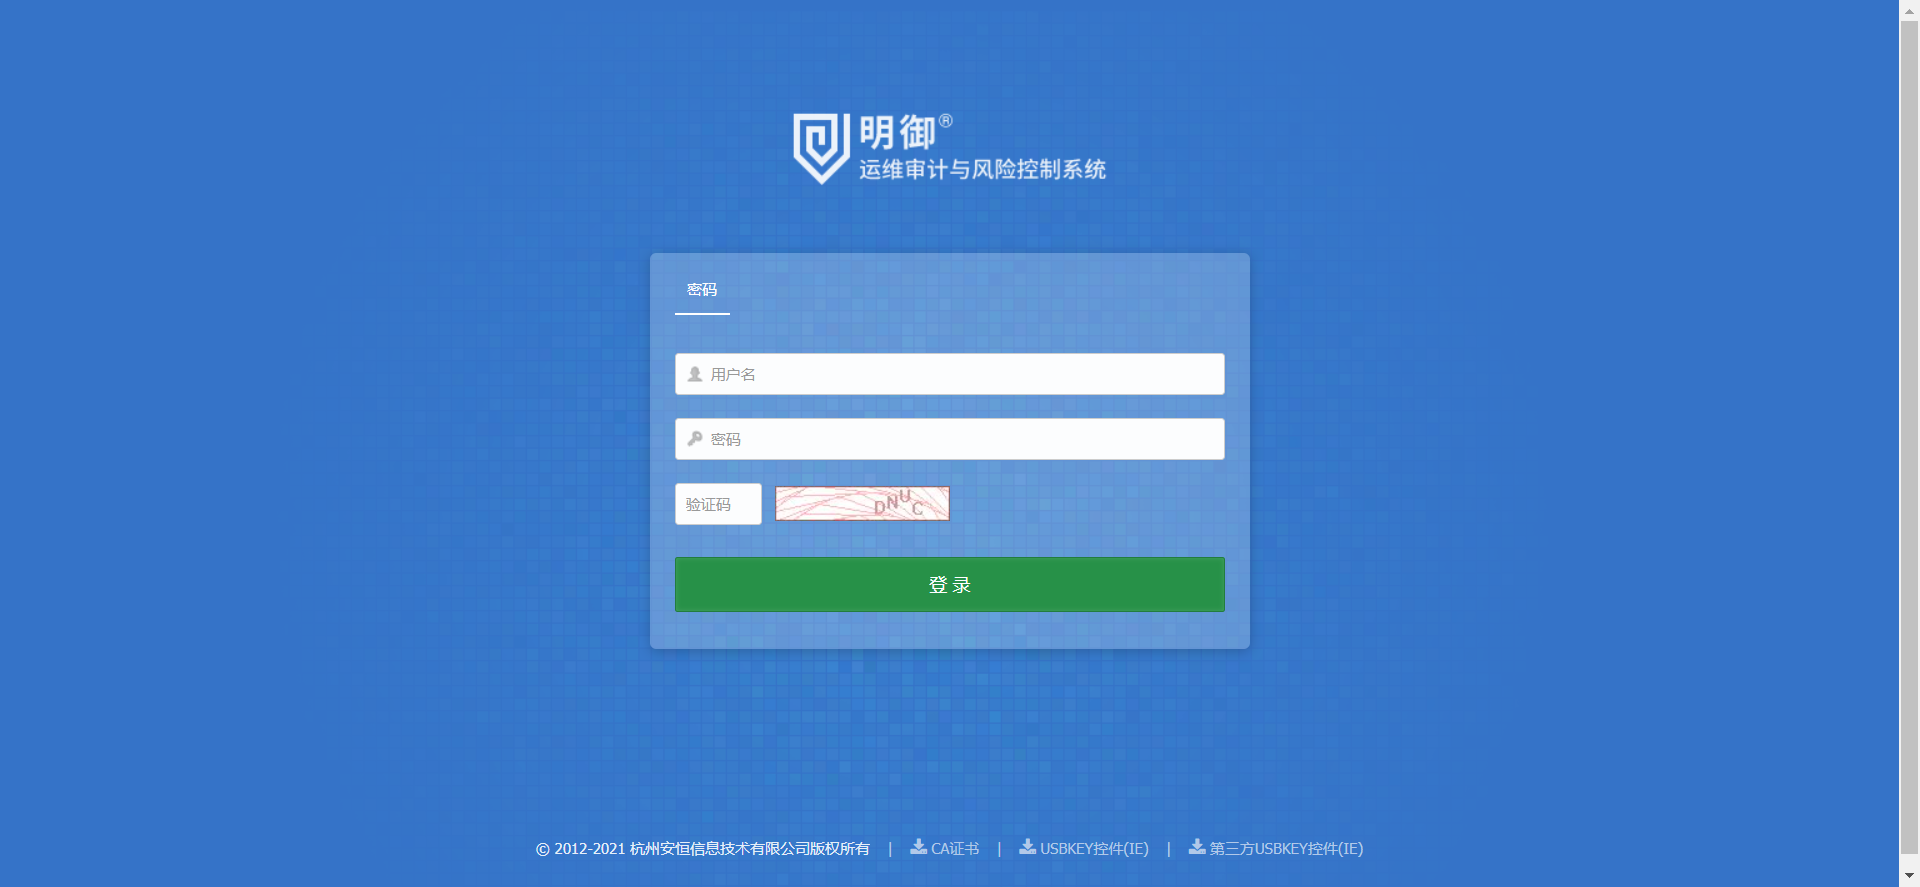 明御®
运维审计与风险控制系统
密码
用户名
密码
验证码
DNUC
登 录
© 2012-2021 杭州安恒信息技术有限公司版权所有 | CA证书 | USBKEY控件(IE) | 第三方USBKEY控件(IE)